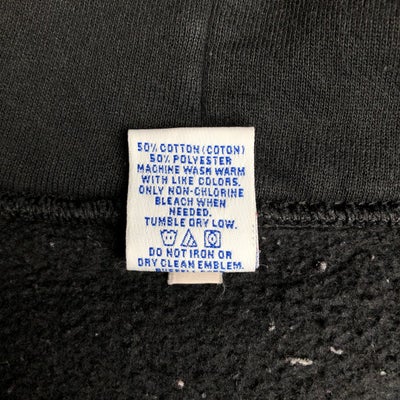 50% COTTON (COTON)
50% POLYESTER
MACHINE WASH WARM
WITH LIKE COLORS.
ONLY NON-CHLORINE
BLEACH WHEN
NEEDED.
TUMBLE DRY LOW.
DO NOT IRON OR
DRY CLEAN EMBLEM.